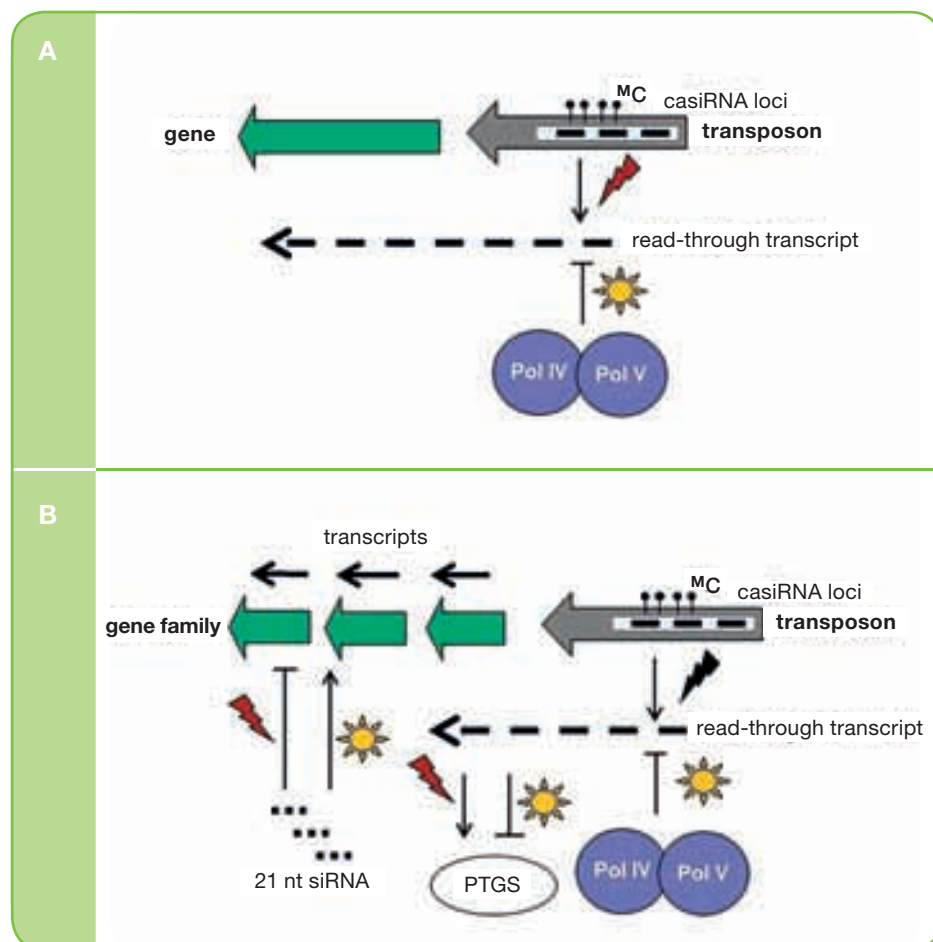 A
ᴹC casiRNA loci
gene
transposon
read-through transcript
Pol IV Pol V
B
transcripts
ᴹC casiRNA loci
gene family
transposon
read-through transcript
21 nt siRNA
PTGS
Pol IV Pol V